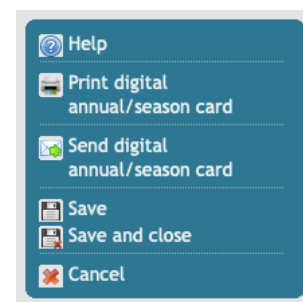 Help
Print digital
annual/season card
Send digital
annual/season card
Save
Save and close
Cancel